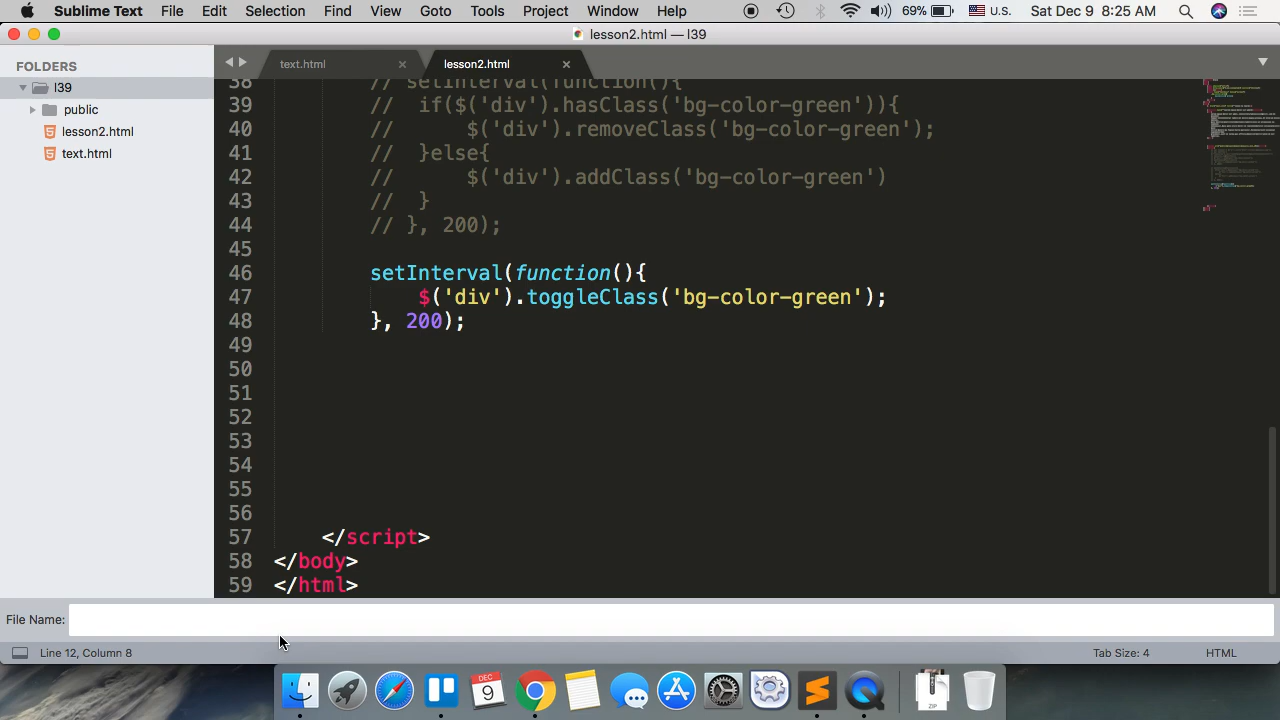 Sublime Text File Edit Selection Find View Goto Tools Project Window Help 69% U.S. Sat Dec 9 8:25 AM
lesson2.html — l39
FOLDERS
l39
public
lesson2.html
text.html
text.html × lesson2.html ×
38 // setInterval(function(){
39 // if($('div').hasClass('bg-color-green')){
40 // $('div').removeClass('bg-color-green');
41 // }else{
42 // $('div').addClass('bg-color-green')
43 // }
44 // }, 200);
45
46 setInterval(function(){
47 $('div').toggleClass('bg-color-green');
48 }, 200);
49
50
51
52
53
54
55
56
57 </script>
58 </body>
59 </html>
File Name:
Line 12, Column 8 Tab Size: 4 HTML
DEC
9
ZIP